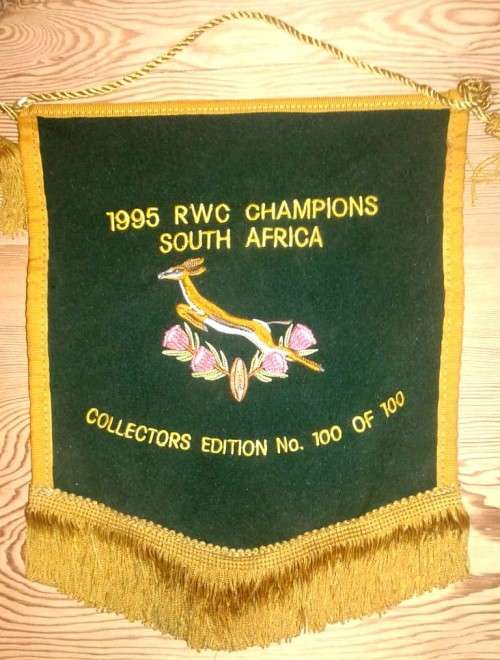 1995 RWC CHAMPIONS
SOUTH AFRICA
COLLECTORS EDITION No. 100 OF 100